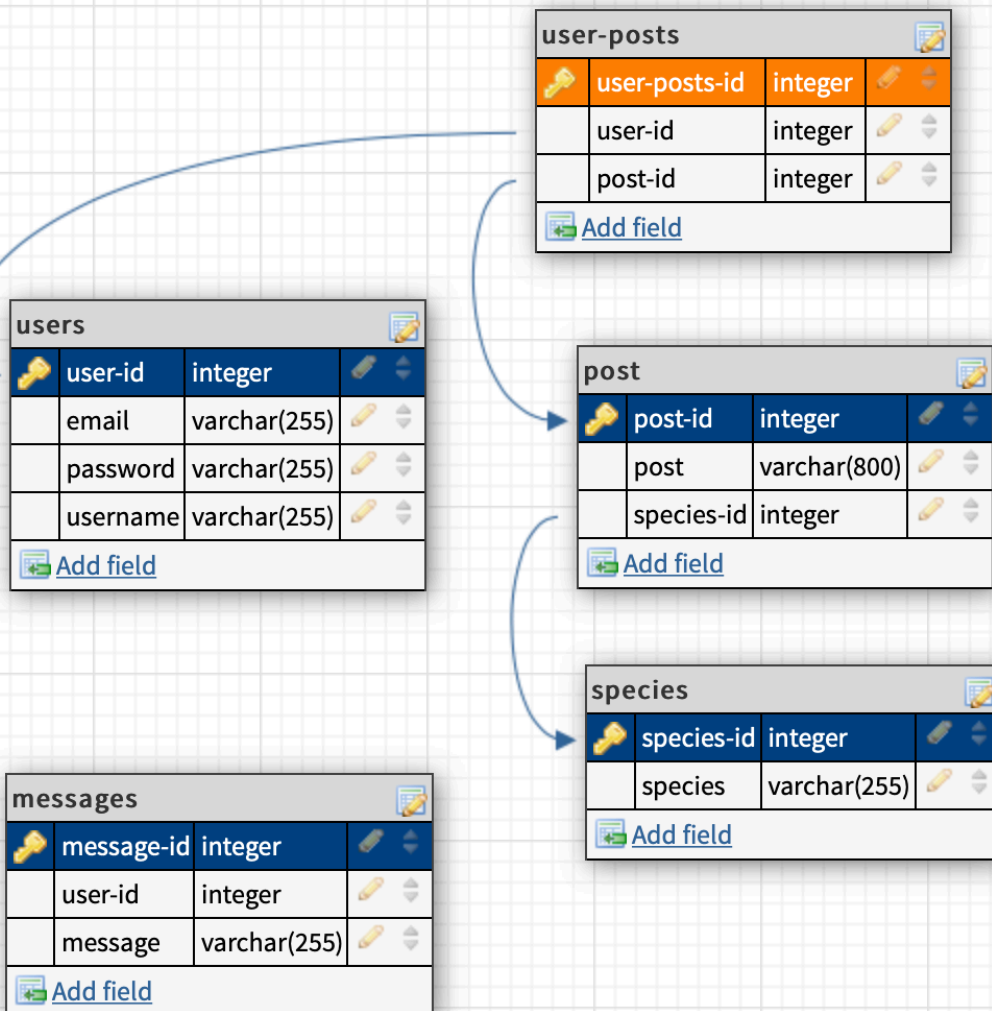 user-posts
user-posts-id integer
user-id integer
post-id integer
Add field
users
user-id integer
email varchar(255)
password varchar(255)
username varchar(255)
Add field
post
post-id integer
post varchar(800)
species-id integer
Add field
species
species-id integer
species varchar(255)
Add field
messages
message-id integer
user-id integer
message varchar(255)
Add field